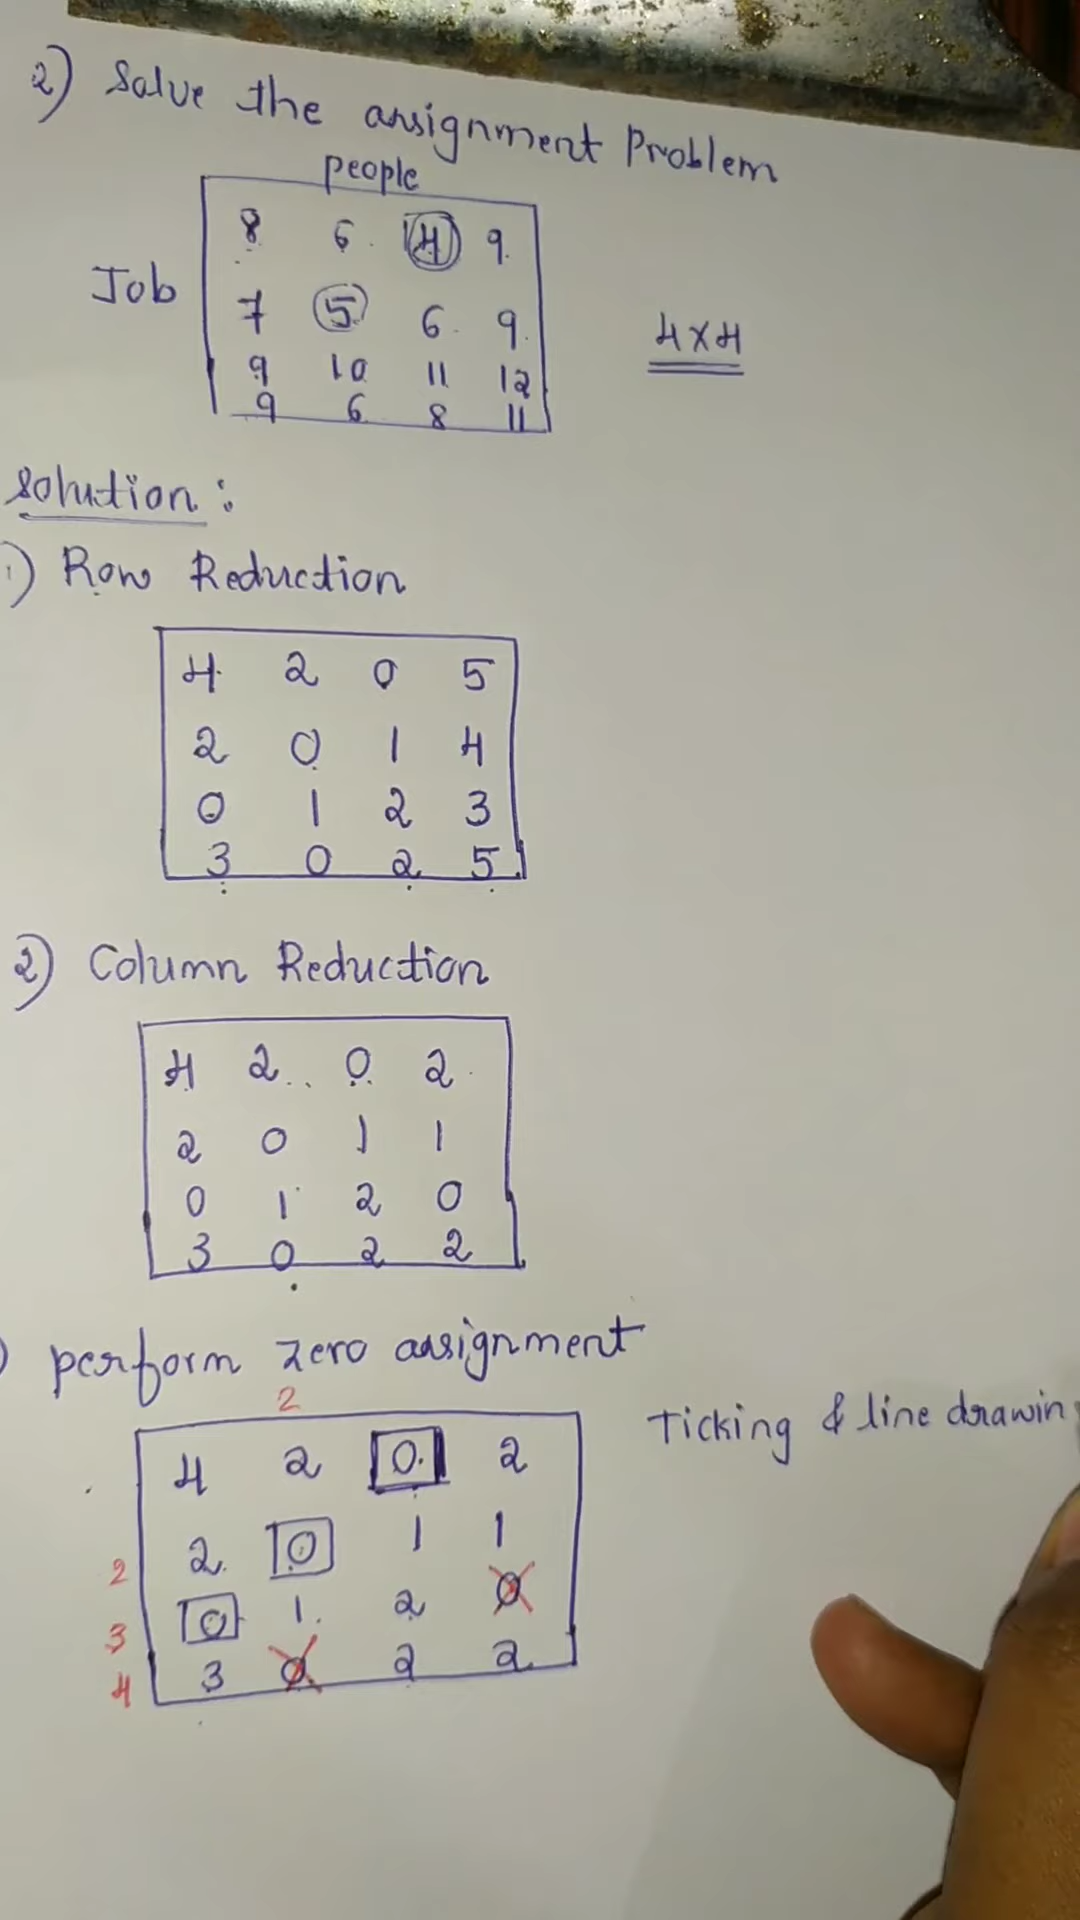 2) Solve the assignment Problem
people
Job
8 6 4 9
7 5 6 9
9 10 11 12
9 6 8 11
4x4
Solution:
1) Row Reduction
4 2 0 5
2 0 1 4
0 1 2 3
3 0 2 5
2) Column Reduction
4 2 0 2
2 0 1 1
0 1 2 0
3 0 2 2
) perform zero assignment
Ticking & line drawin
2
4 2 0 2
2 2 0 1 1
3 0 1 2 0
4 3 0 2 2